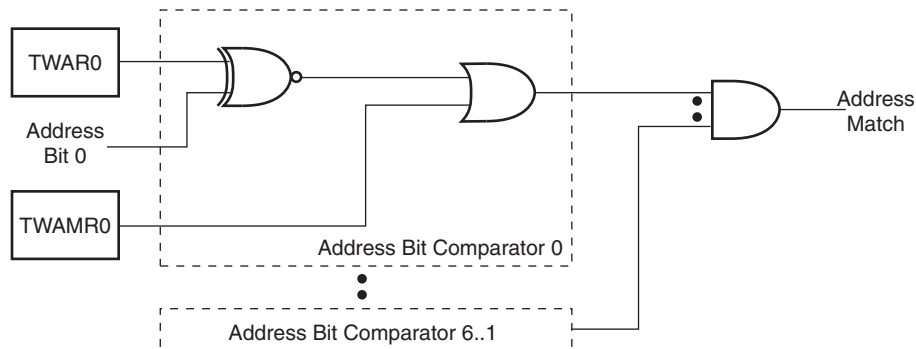 TWAR0
Address
Bit 0
TWAMR0
Address Bit Comparator 0
Address
Match
Address Bit Comparator 6..1